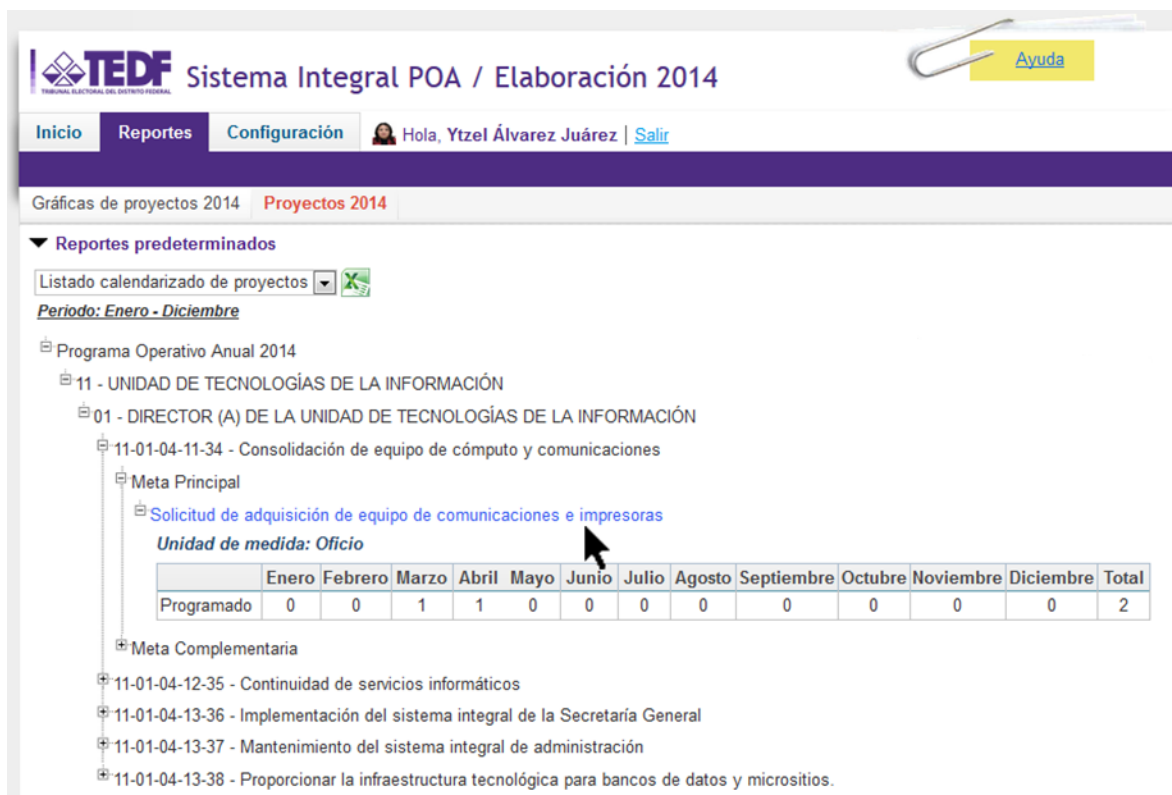 TEDF
TRIBUNAL ELECTORAL DEL DISTRITO FEDERAL
Sistema Integral POA / Elaboración 2014
Ayuda
Inicio Reportes Configuración Hola, Ytzel Álvarez Juárez | Salir
Gráficas de proyectos 2014 Proyectos 2014
Reportes predeterminados
Listado calendarizado de proyectos
Periodo: Enero - Diciembre
Programa Operativo Anual 2014
11 - UNIDAD DE TECNOLOGÍAS DE LA INFORMACIÓN
01 - DIRECTOR (A) DE LA UNIDAD DE TECNOLOGÍAS DE LA INFORMACIÓN
11-01-04-11-34 - Consolidación de equipo de cómputo y comunicaciones
Meta Principal
Solicitud de adquisición de equipo de comunicaciones e impresoras
Unidad de medida: Oficio
Enero Febrero Marzo Abril Mayo Junio Julio Agosto Septiembre Octubre Noviembre Diciembre Total
Programado 0 0 1 1 0 0 0 0 0 0 0 0 2
Meta Complementaria
11-01-04-12-35 - Continuidad de servicios informáticos
11-01-04-13-36 - Implementación del sistema integral de la Secretaría General
11-01-04-13-37 - Mantenimiento del sistema integral de administración
11-01-04-13-38 - Proporcionar la infraestructura tecnológica para bancos de datos y micrositios.